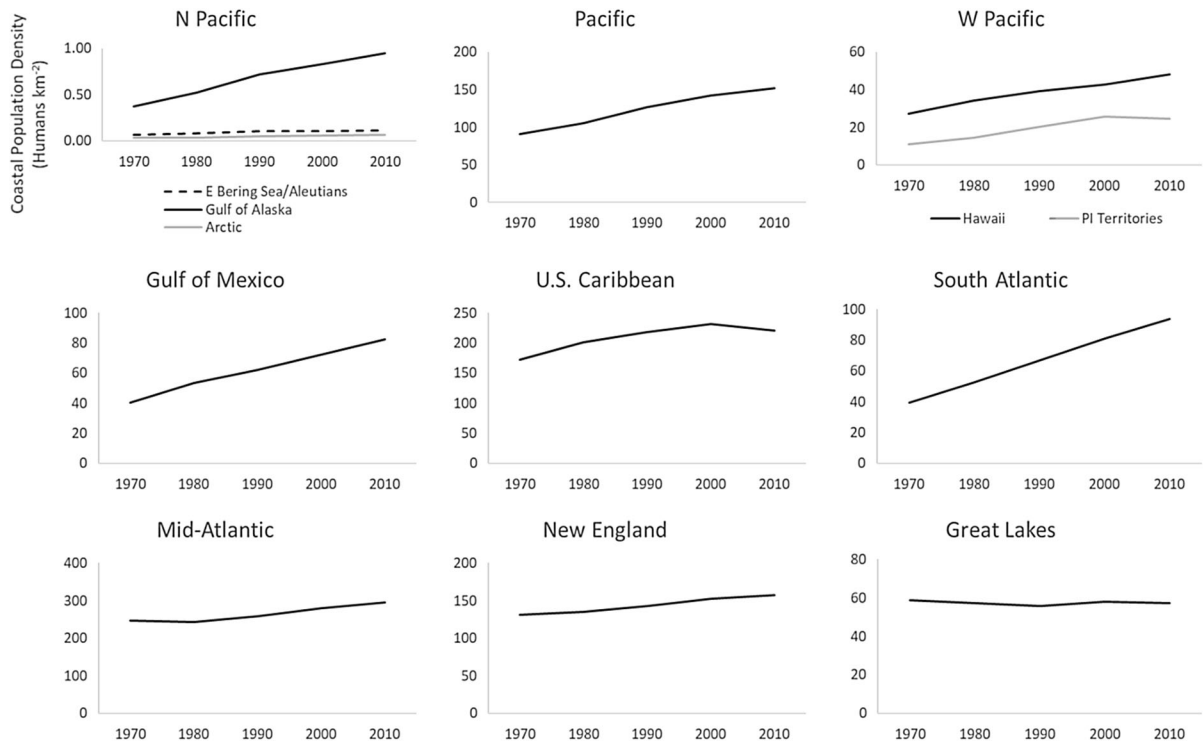 N Pacific
Pacific
W Pacific
Coastal Population Density
(Humans km-2)
1.00
0.50
0.00
1970 1980 1990 2000 2010
E Bering Sea/Aleutians
Gulf of Alaska
Arctic
200
150
100
50
0
1970 1980 1990 2000 2010
60
40
20
0
1970 1980 1990 2000 2010
Hawaii PI Territories
Gulf of Mexico
U.S. Caribbean
South Atlantic
100
80
60
40
20
0
1970 1980 1990 2000 2010
250
200
150
100
50
0
1970 1980 1990 2000 2010
100
80
60
40
20
0
1970 1980 1990 2000 2010
Mid-Atlantic
New England
Great Lakes
400
300
200
100
0
1970 1980 1990 2000 2010
200
150
100
50
0
1970 1980 1990 2000 2010
80
60
40
20
0
1970 1980 1990 2000 2010